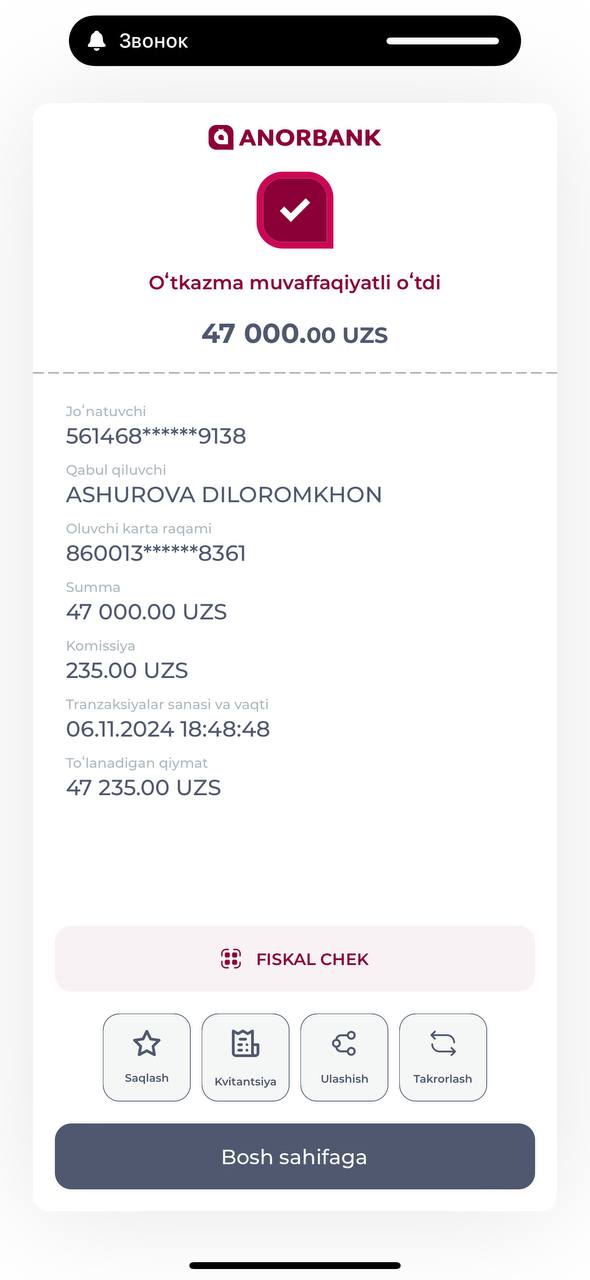 Звонок
ANORBANK
Oʻtkazma muvaffaqiyatli oʻtdi
47 000.00 UZS
Joʻnatuvchi
561468******9138
Qabul qiluvchi
ASHUROVA DILOROMKHON
Oluvchi karta raqami
860013******8361
Summa
47 000.00 UZS
Komissiya
235.00 UZS
Tranzaksiyalar sanasi va vaqti
06.11.2024 18:48:48
Toʻlanadigan qiymat
47 235.00 UZS
FISKAL CHEK
Saqlash
Kvitantsiya
Ulashish
Takrorlash
Bosh sahifaga